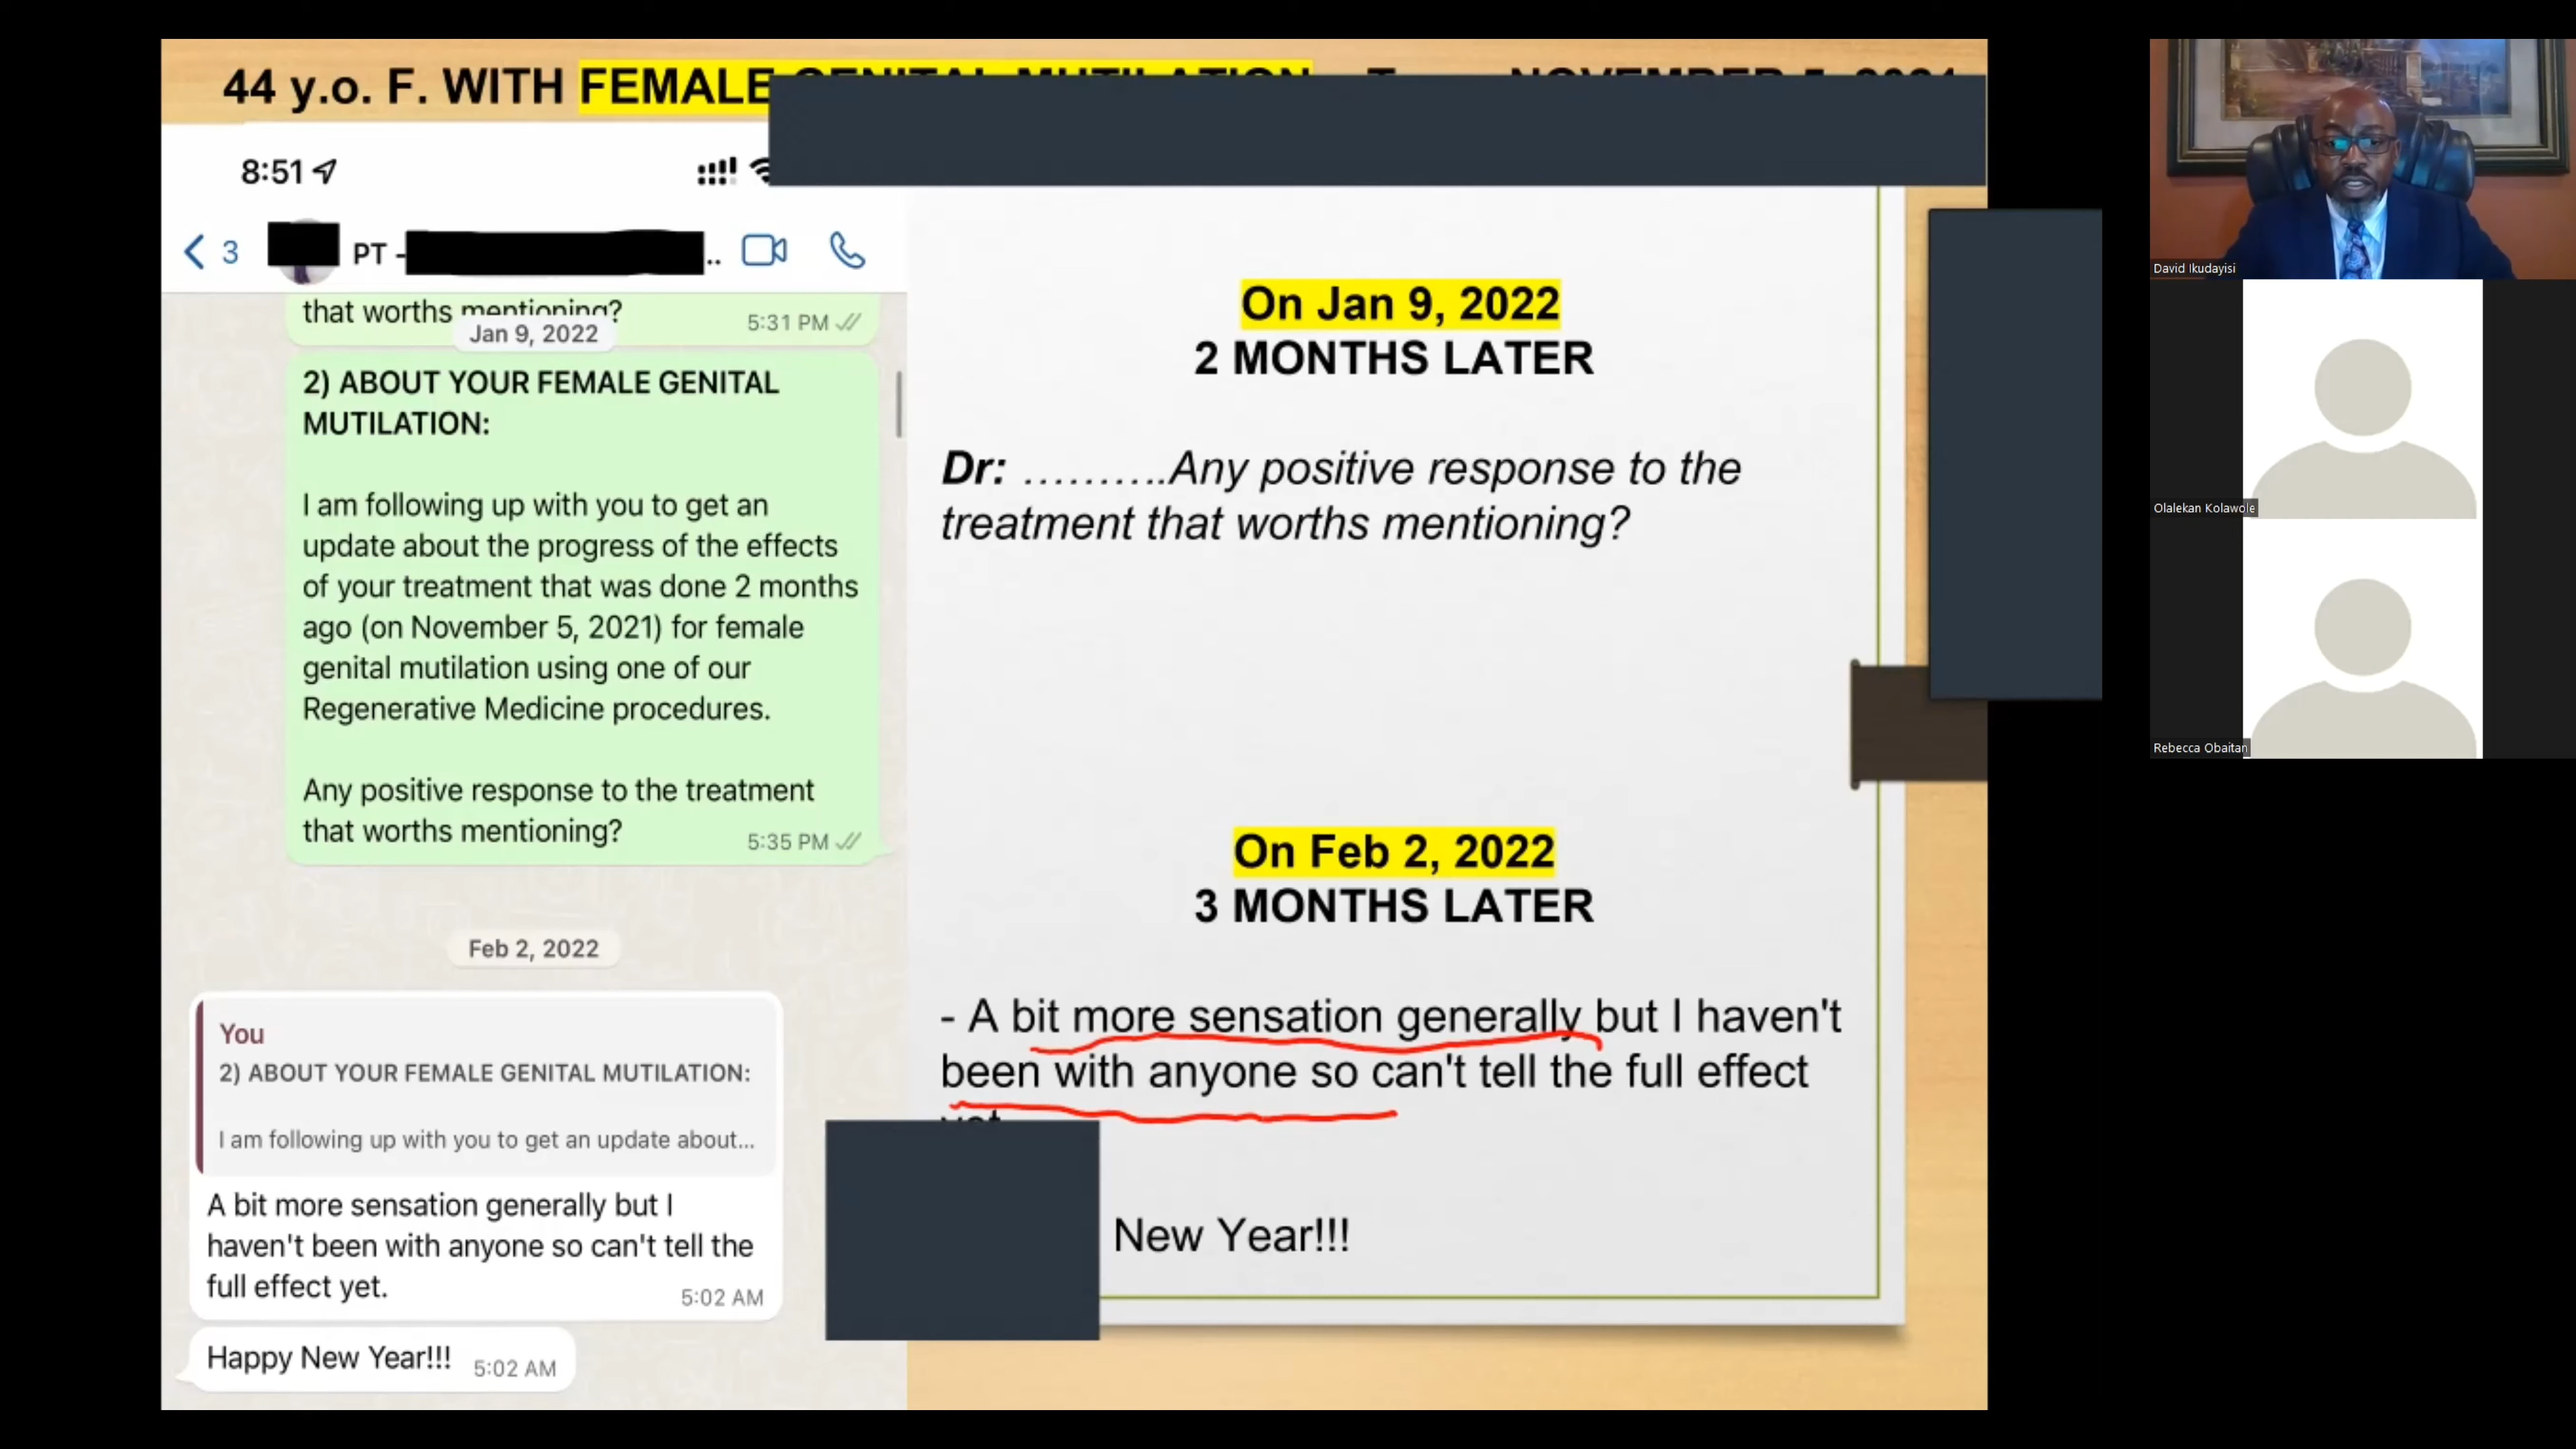 44 y.o. F. WITH FEMALE GENITAL MUTILATION
8:51
3
PT -
..
that worths mentioning?
5:31 PM
Jan 9, 2022
2) ABOUT YOUR FEMALE GENITAL
MUTILATION:
I am following up with you to get an
update about the progress of the effects
of your treatment that was done 2 months
ago (on November 5, 2021) for female
genital mutilation using one of our
Regenerative Medicine procedures.
Any positive response to the treatment
that worths mentioning?
5:35 PM
Feb 2, 2022
You
2) ABOUT YOUR FEMALE GENITAL MUTILATION:
I am following up with you to get an update about...
A bit more sensation generally but I
haven't been with anyone so can't tell the
full effect yet.
5:02 AM
Happy New Year!!!
5:02 AM
On Jan 9, 2022
2 MONTHS LATER
Dr: ..........Any positive response to the
treatment that worths mentioning?
On Feb 2, 2022
3 MONTHS LATER
- A bit more sensation generally but I haven't
been with anyone so can't tell the full effect
yet
New Year!!!
David Ikudayisi
Olalekan Kolawole
Rebecca Obaitan